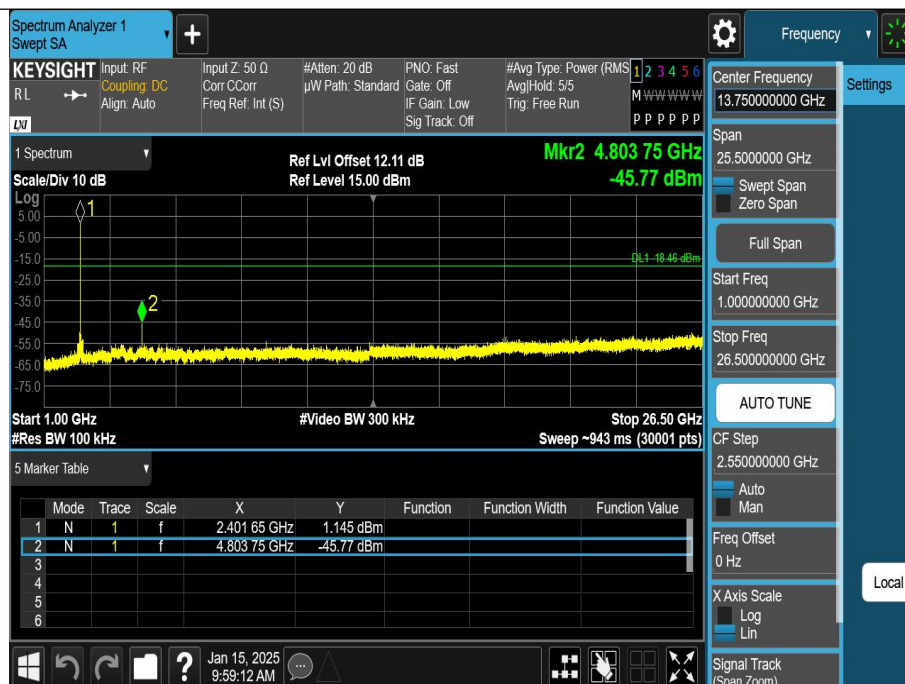 Spectrum Analyzer 1
Swept SA
+
Frequency
KEYSIGHT
RL
LXI
Input: RF
Coupling: DC
Align: Auto
Input Z: 50 Ω
Corr CCorr
Freq Ref: Int (S)
#Atten: 20 dB
µW Path: Standard
PNO: Fast
Gate: Off
IF Gain: Low
Sig Track: Off
#Avg Type: Power (RMS
Avg|Hold: 5/5
Trig: Free Run
1 2 3 4 5 6
M W W W W W
P P P P P P
Center Frequency
13.750000000 GHz
Settings
1 Spectrum
Scale/Div 10 dB
Ref Lvl Offset 12.11 dB
Ref Level 15.00 dBm
Mkr2 4.803 75 GHz
-45.77 dBm
Span
25.5000000 GHz
Swept Span
Zero Span
Full Span
Log
5.00
-5.00
-15.0
-25.0
-35.0
-45.0
-55.0
-65.0
-75.0
1
2
DL1 -18.46 dBm
Start Freq
1.000000000 GHz
Stop Freq
26.500000000 GHz
AUTO TUNE
Start 1.00 GHz
#Video BW 300 kHz
Stop 26.50 GHz
#Res BW 100 kHz
Sweep ~943 ms (30001 pts)
CF Step
2.550000000 GHz
Auto
Man
5 Marker Table
Mode Trace Scale X Y Function Function Width Function Value
1 N 1 f 2.401 65 GHz 1.145 dBm
2 N 1 f 4.803 75 GHz -45.77 dBm
3
4
5
6
Freq Offset
0 Hz
X Axis Scale
Log
Lin
Local
Signal Track
(Span Zoom)
?
Jan 15, 2025
9:59:12 AM